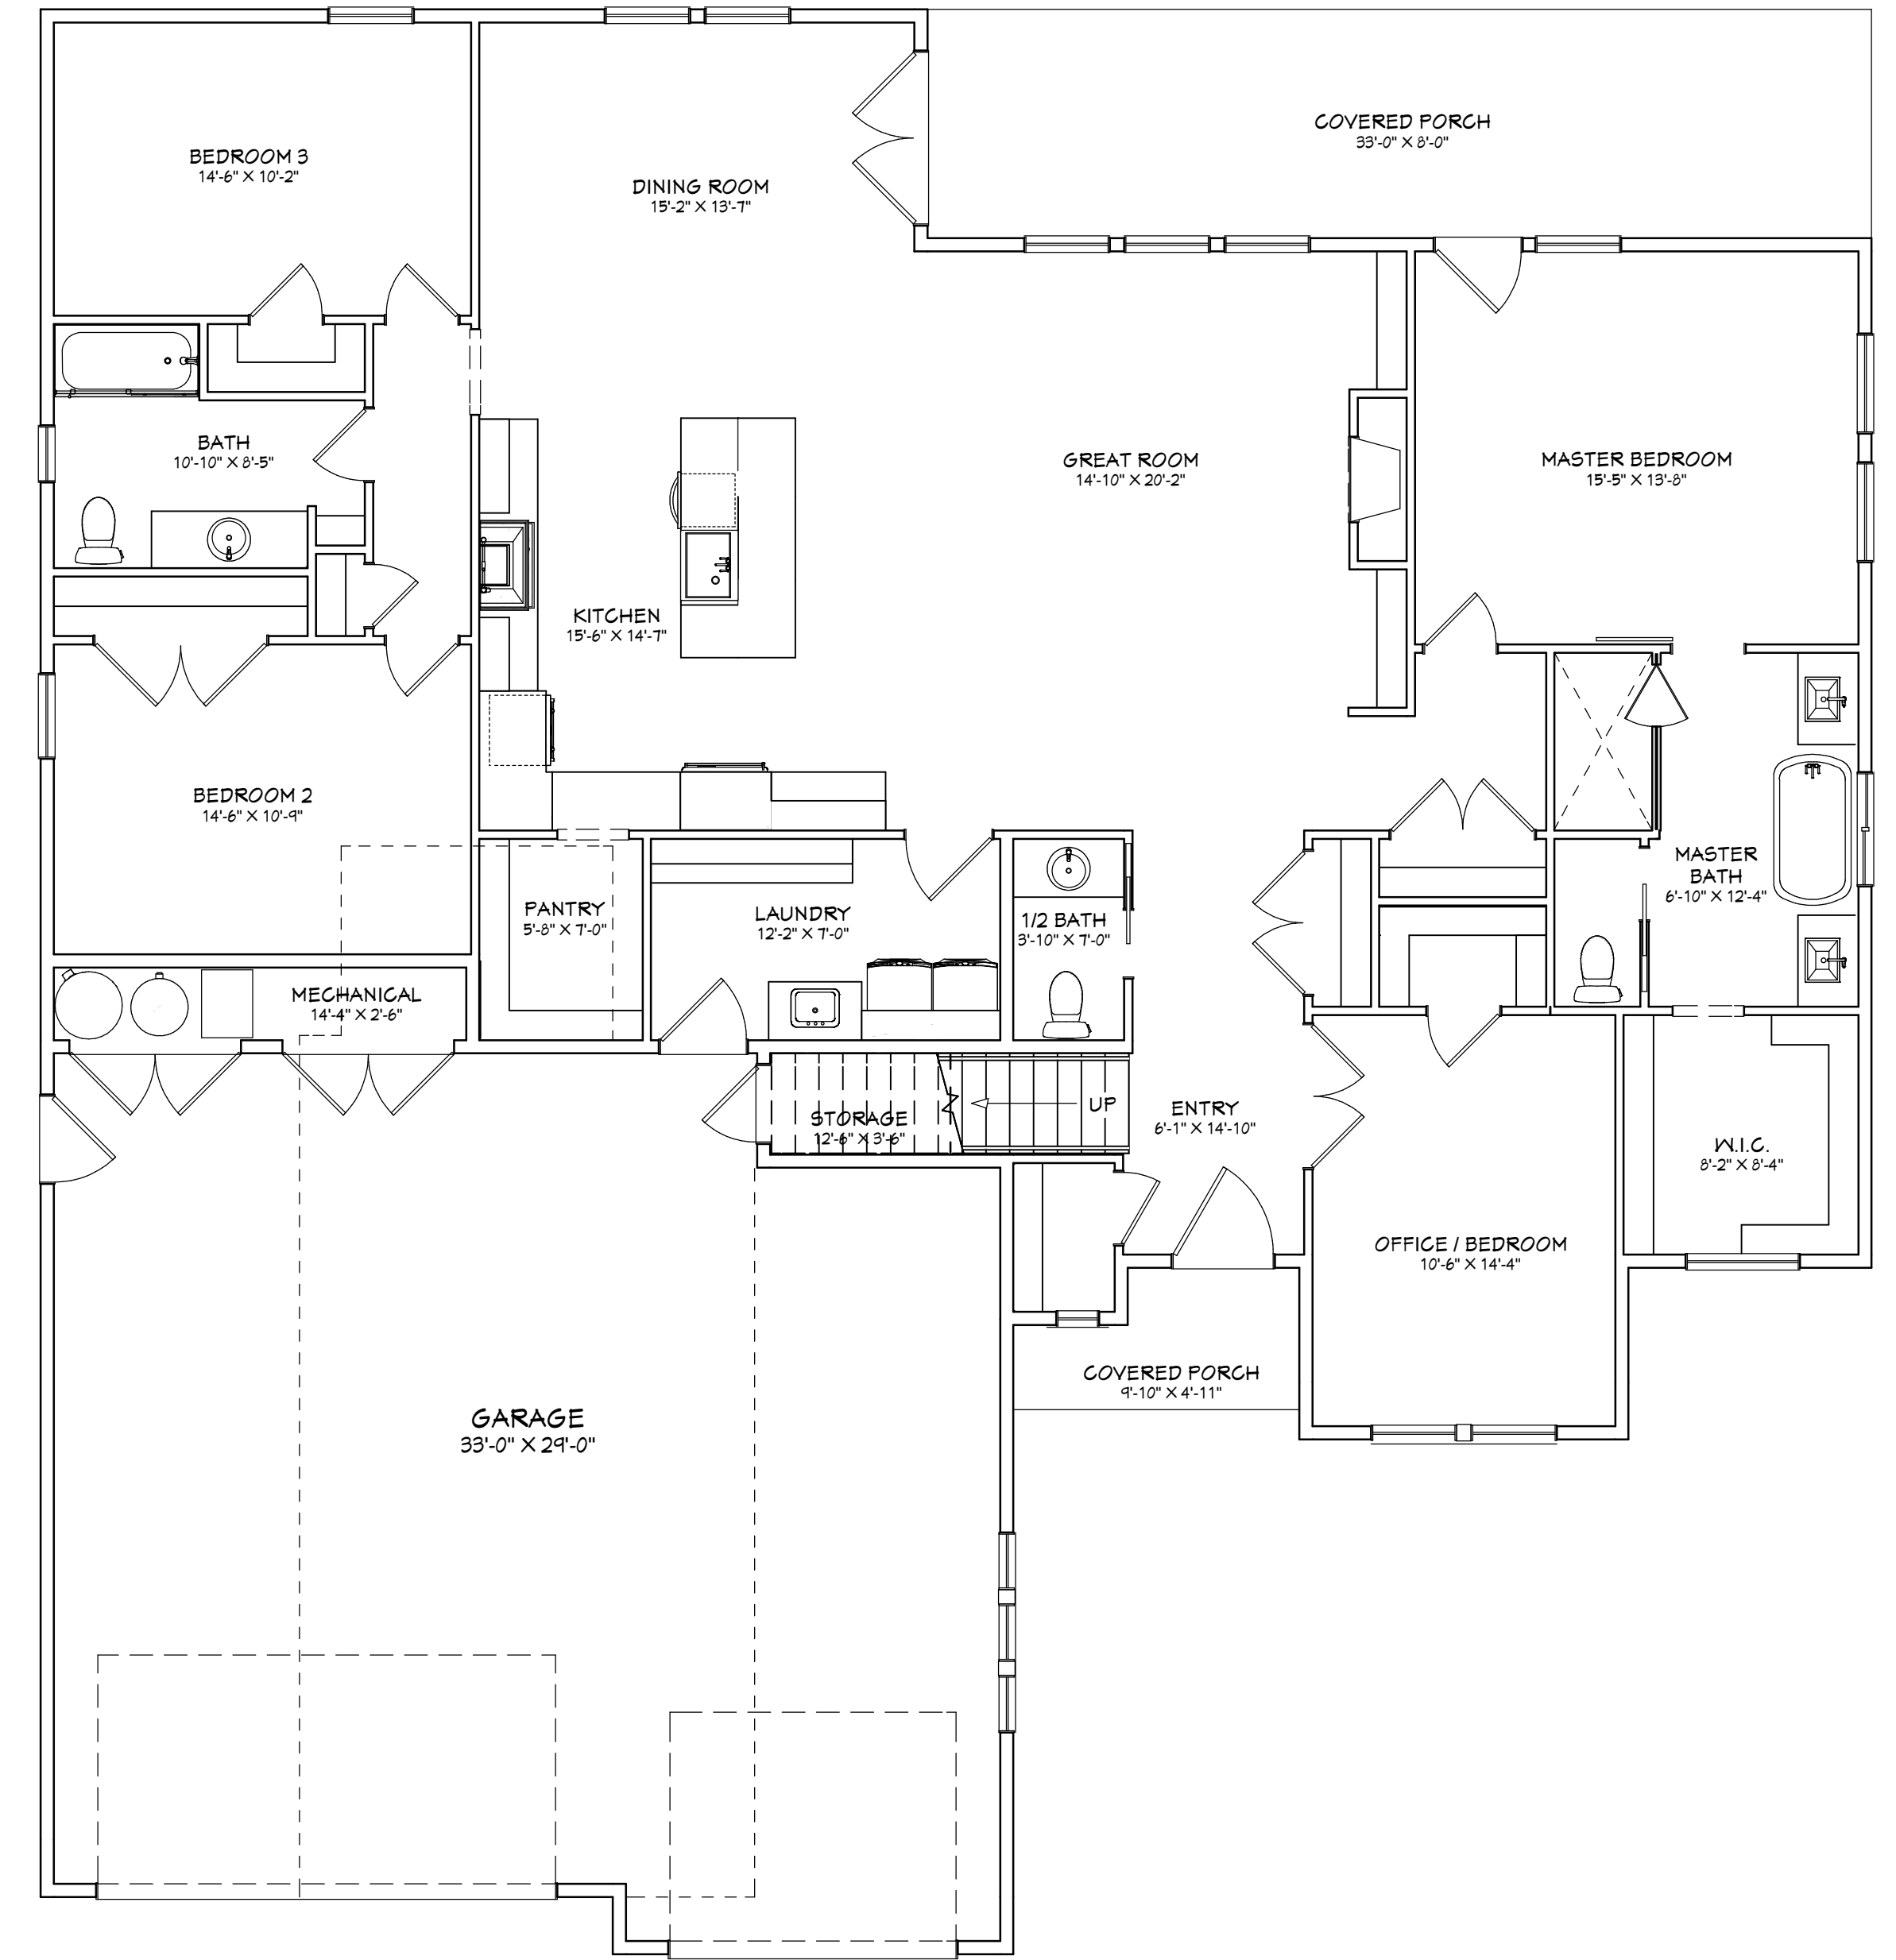 COVERED PORCH
33'-0" X 8'-0"
BEDROOM 3
14'-6" X 10'-2"
DINING ROOM
15'-2" X 13'-7"
BATH
10'-10" X 8'-5"
GREAT ROOM
14'-10" X 20'-2"
MASTER BEDROOM
15'-5" X 13'-8"
KITCHEN
15'-6" X 14'-7"
BEDROOM 2
14'-6" X 10'-9"
MASTER
BATH
6'-10" X 12'-4"
PANTRY
5'-8" X 7'-0"
LAUNDRY
12'-2" X 7'-0"
1/2 BATH
3'-10" X 7'-0"
MECHANICAL
14'-4" X 2'-6"
STORAGE
12'-6" X 3'-6"
UP
ENTRY
6'-1" X 14'-10"
W.I.C.
8'-2" X 8'-4"
OFFICE / BEDROOM
10'-6" X 14'-4"
COVERED PORCH
9'-10" X 4'-11"
GARAGE
33'-0" X 29'-0"